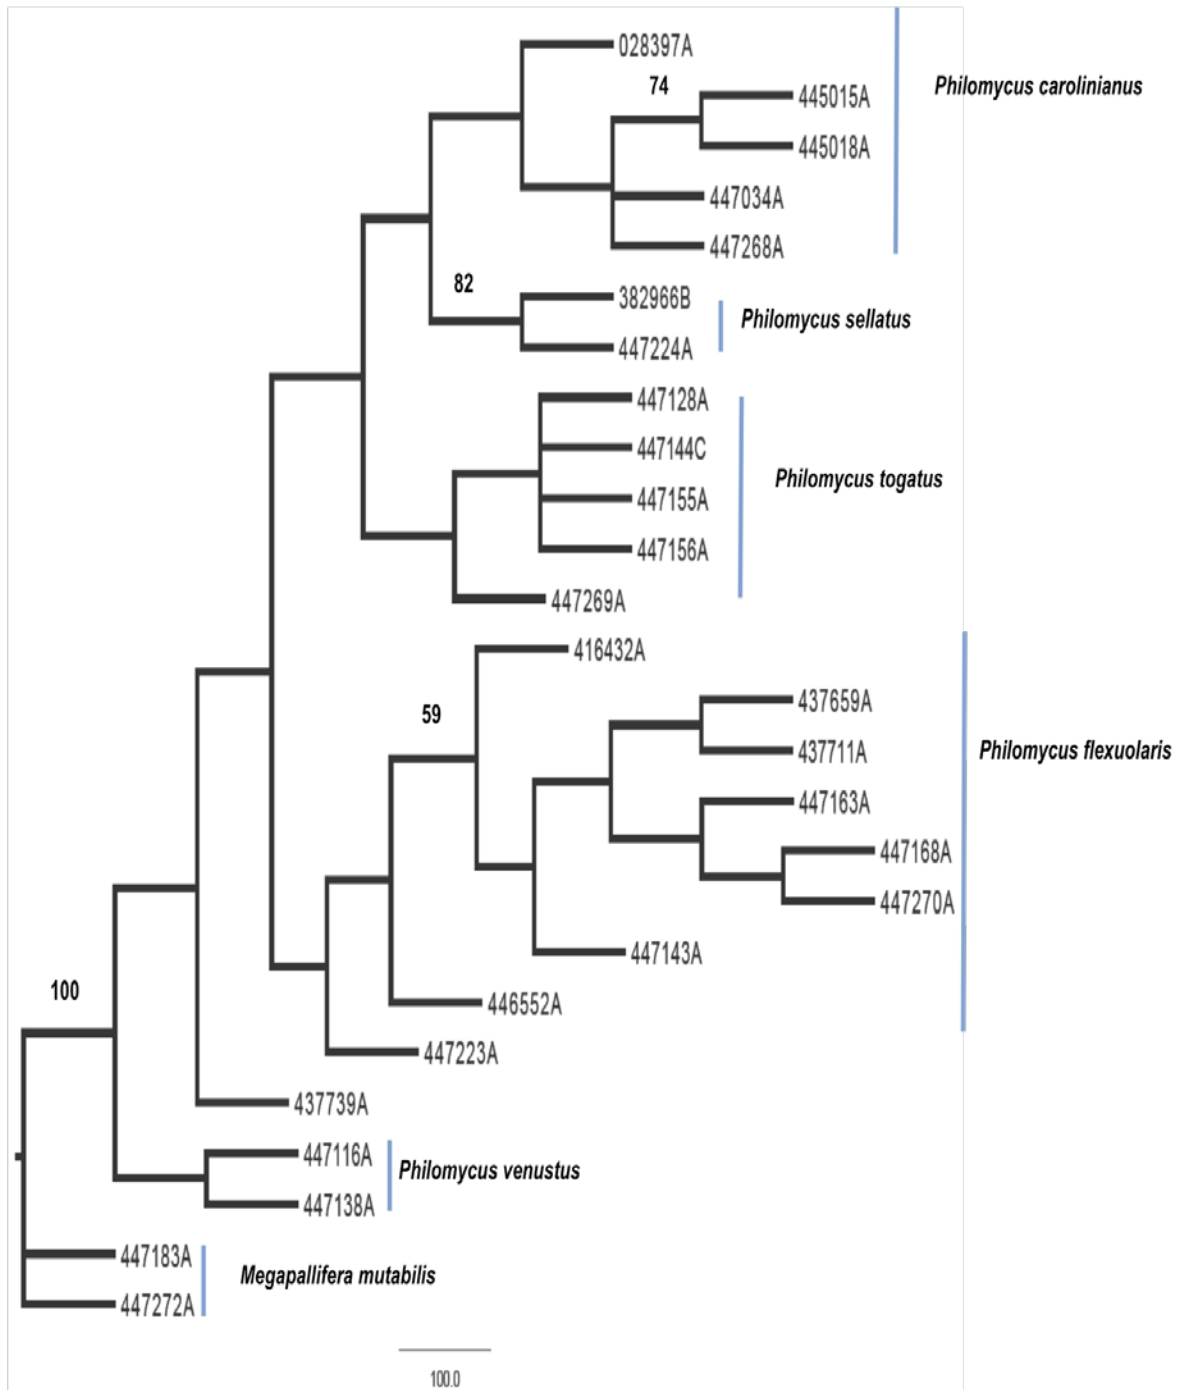 028397A
74
Philomycus carolinianus
445015A
445018A
447034A
447268A
82
382966B
Philomycus sellatus
447224A
447128A
447144C
Philomycus togatus
447155A
447156A
447269A
416432A
437659A
59
437711A
Philomycus flexuolaris
447163A
447168A
447270A
447143A
100
446552A
447223A
437739A
447116A
Philomycus venustus
447138A
447183A
Megapallifera mutabilis
447272A
100.0